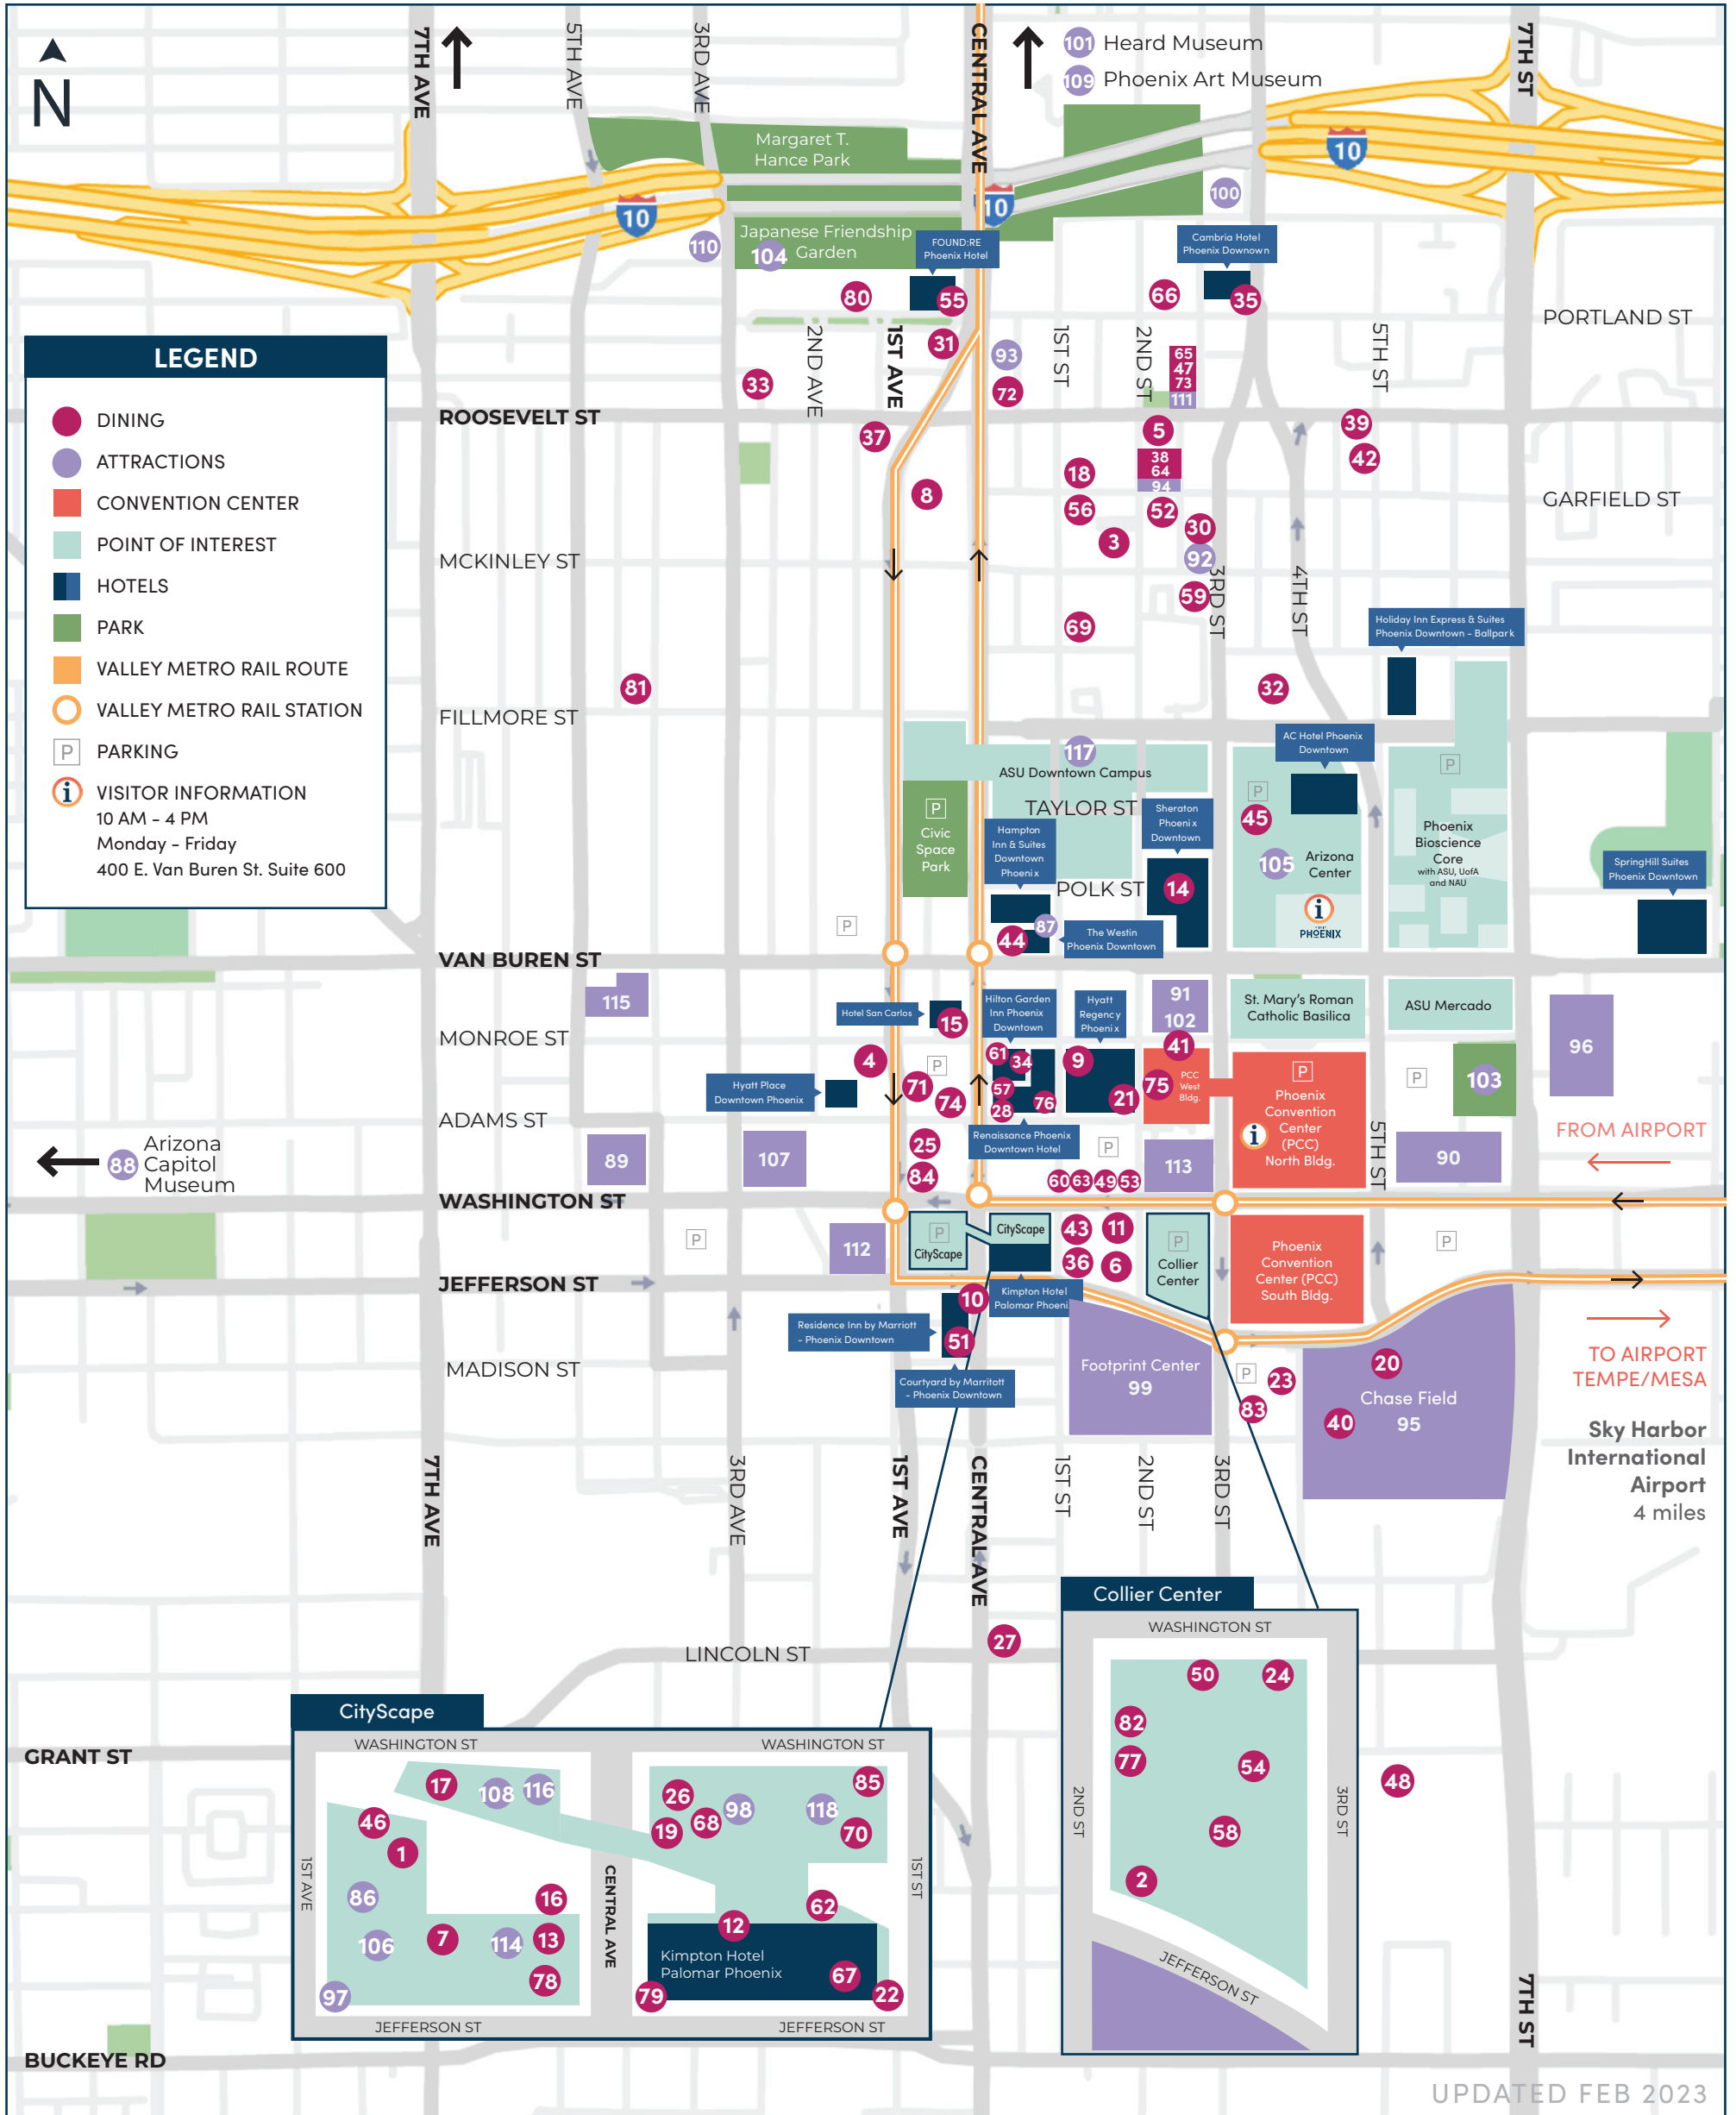 N
7TH AVE
5TH AVE
3RD AVE
CENTRAL AVE
101 Heard Museum
109 Phoenix Art Museum
7TH ST
Margaret T.
Hance Park
10
10
10
100
110
Japanese Friendship
104 Garden
FOUND:RE
Phoenix Hotel
Cambria Hotel
Phoenix Downown
80
55
66
35
PORTLAND ST
2ND AVE
1ST AVE
31
93
1ST ST
2ND ST
65
47
73
111
5TH ST
33
72
LEGEND
DINING
ATTRACTIONS
CONVENTION CENTER
POINT OF INTEREST
HOTELS
PARK
VALLEY METRO RAIL ROUTE
VALLEY METRO RAIL STATION
P PARKING
i VISITOR INFORMATION
10 AM - 4 PM
Monday - Friday
400 E. Van Buren St. Suite 600
ROOSEVELT ST
37
5
39
42
38
64
94
18
8
GARFIELD ST
56
52
30
3
92
MCKINLEY ST
3RD ST
4TH ST
59
69
Holiday Inn Express & Suites
Phoenix Downtown - Ballpark
81
32
FILLMORE ST
AC Hotel Phoenix
Downtown
117
ASU Downtown Campus
P
P
TAYLOR ST
P
Civic
Space
Park
Sheraton
Phoenix
Downtown
45
Hampton
Inn & Suites
Downtown
Phoenix
Phoenix
Bioscience
Core
with ASU, UofA
and NAU
105
Arizona
Center
SpringHill Suites
Phoenix Downtown
POLK ST
14
i
PHOENIX
P
87
44
The Westin
Phoenix Downtown
VAN BUREN ST
115
Hotel San Carlos
15
Hilton Garden
Inn Phoenix
Downtown
Hyatt
Regency
Phoenix
91
102
St. Mary's Roman
Catholic Basilica
ASU Mercado
MONROE ST
96
4
P
61
34
9
41
75
PCC
West
Bldg.
P
Phoenix
Convention
Center
(PCC)
North Bldg.
i
P
103
Hyatt Place
Downtown Phoenix
71
74
57
28
76
21
ADAMS ST
5TH ST
FROM AIRPORT
88 Arizona
Capitol
Museum
89
107
25
84
Renaissance Phoenix
Downtown Hotel
P
113
90
60
63
49
53
WASHINGTON ST
P
112
P
CityScape
CityScape
43
11
36
6
P
Collier
Center
Phoenix
Convention
Center (PCC)
South Bldg.
P
JEFFERSON ST
10
Kimpton Hotel
Palomar Phoeni
Residence Inn by Marriott
- Phoenix Downtown
51
Courtyard by Marritott
- Phoenix Downtown
MADISON ST
Footprint Center
99
P
23
83
20
Chase Field
95
40
TO AIRPORT
TEMPE/MESA
Sky Harbor
International
Airport
4 miles
7TH AVE
3RD AVE
1ST AVE
CENTRAL AVE
1ST ST
2ND ST
3RD ST
27
LINCOLN ST
Collier Center
WASHINGTON ST
50
24
82
77
54
58
2
2ND ST
3RD ST
JEFFERSON ST
48
GRANT ST
CityScape
WASHINGTON ST
WASHINGTON ST
17
108
116
46
1
86
106
7
114
16
13
78
97
1ST AVE
CENTRAL AVE
26
19
68
98
118
85
70
62
12
Kimpton Hotel
Palomar Phoenix
67
79
22
1ST ST
JEFFERSON ST
JEFFERSON ST
7TH ST
BUCKEYE RD
UPDATED FEB 2023